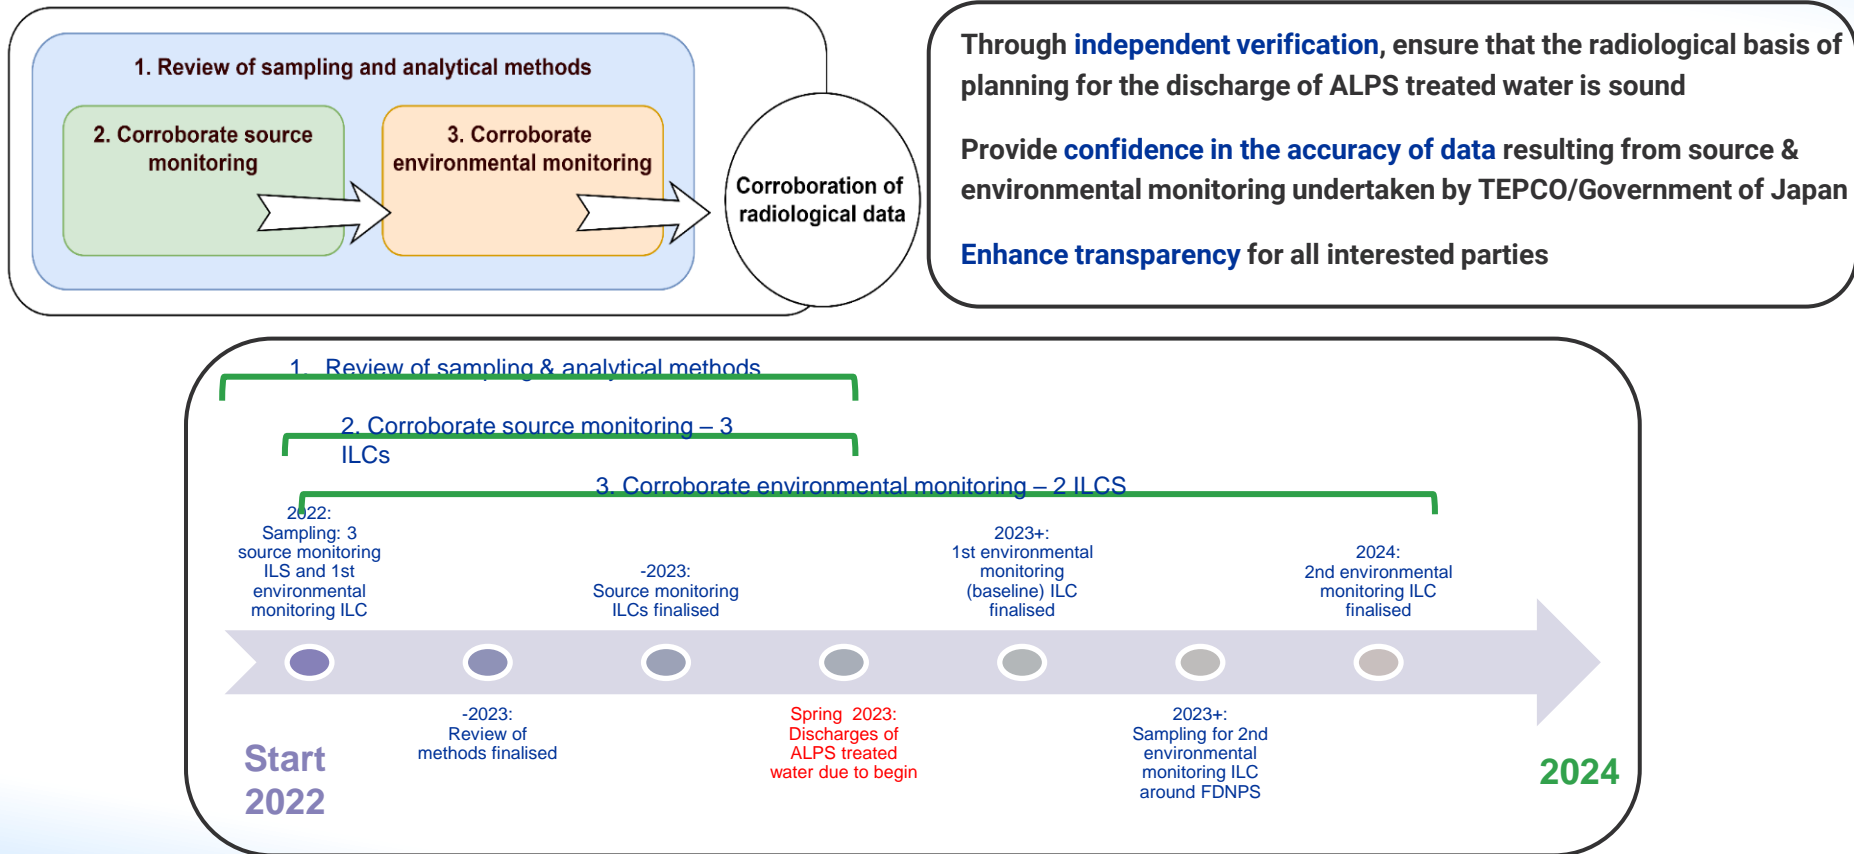 1. Review of sampling and analytical methods
2. Corroborate source
monitoring
3. Corroborate
environmental monitoring
Corroboration of
radiological data
Through independent verification, ensure that the radiological basis of
planning for the discharge of ALPS treated water is sound
Provide confidence in the accuracy of data resulting from source &
environmental monitoring undertaken by TEPCO/Government of Japan
Enhance transparency for all interested parties
1. Review of sampling & analytical methods
2. Corroborate source monitoring – 3
ILCs
3. Corroborate environmental monitoring – 2 ILCS
2022:
Sampling: 3
source monitoring
ILS and 1st
environmental
monitoring ILC
-2023:
Source monitoring
ILCs finalised
2023+:
1st environmental
monitoring
(baseline) ILC
finalised
2024:
2nd environmental
monitoring ILC
finalised
-2023:
Review of
methods finalised
Spring 2023:
Discharges of
ALPS treated
water due to begin
2023+:
Sampling for 2nd
environmental
monitoring ILC
around FDNPS
Start
2022
2024